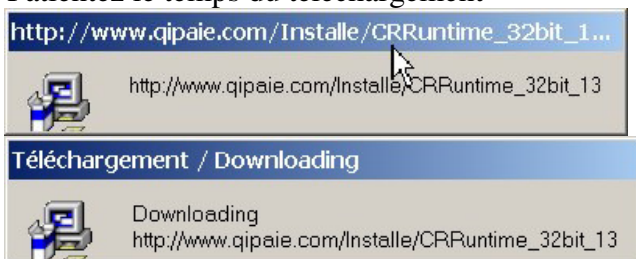 Patientez le temps du téléchargement
http://www.qipaie.com/Installe/CRRuntime_32bit_1...
http://www.qipaie.com/Installe/CRRuntime_32bit_13
Téléchargement / Downloading
Downloading
http://www.qipaie.com/Installe/CRRuntime_32bit_13